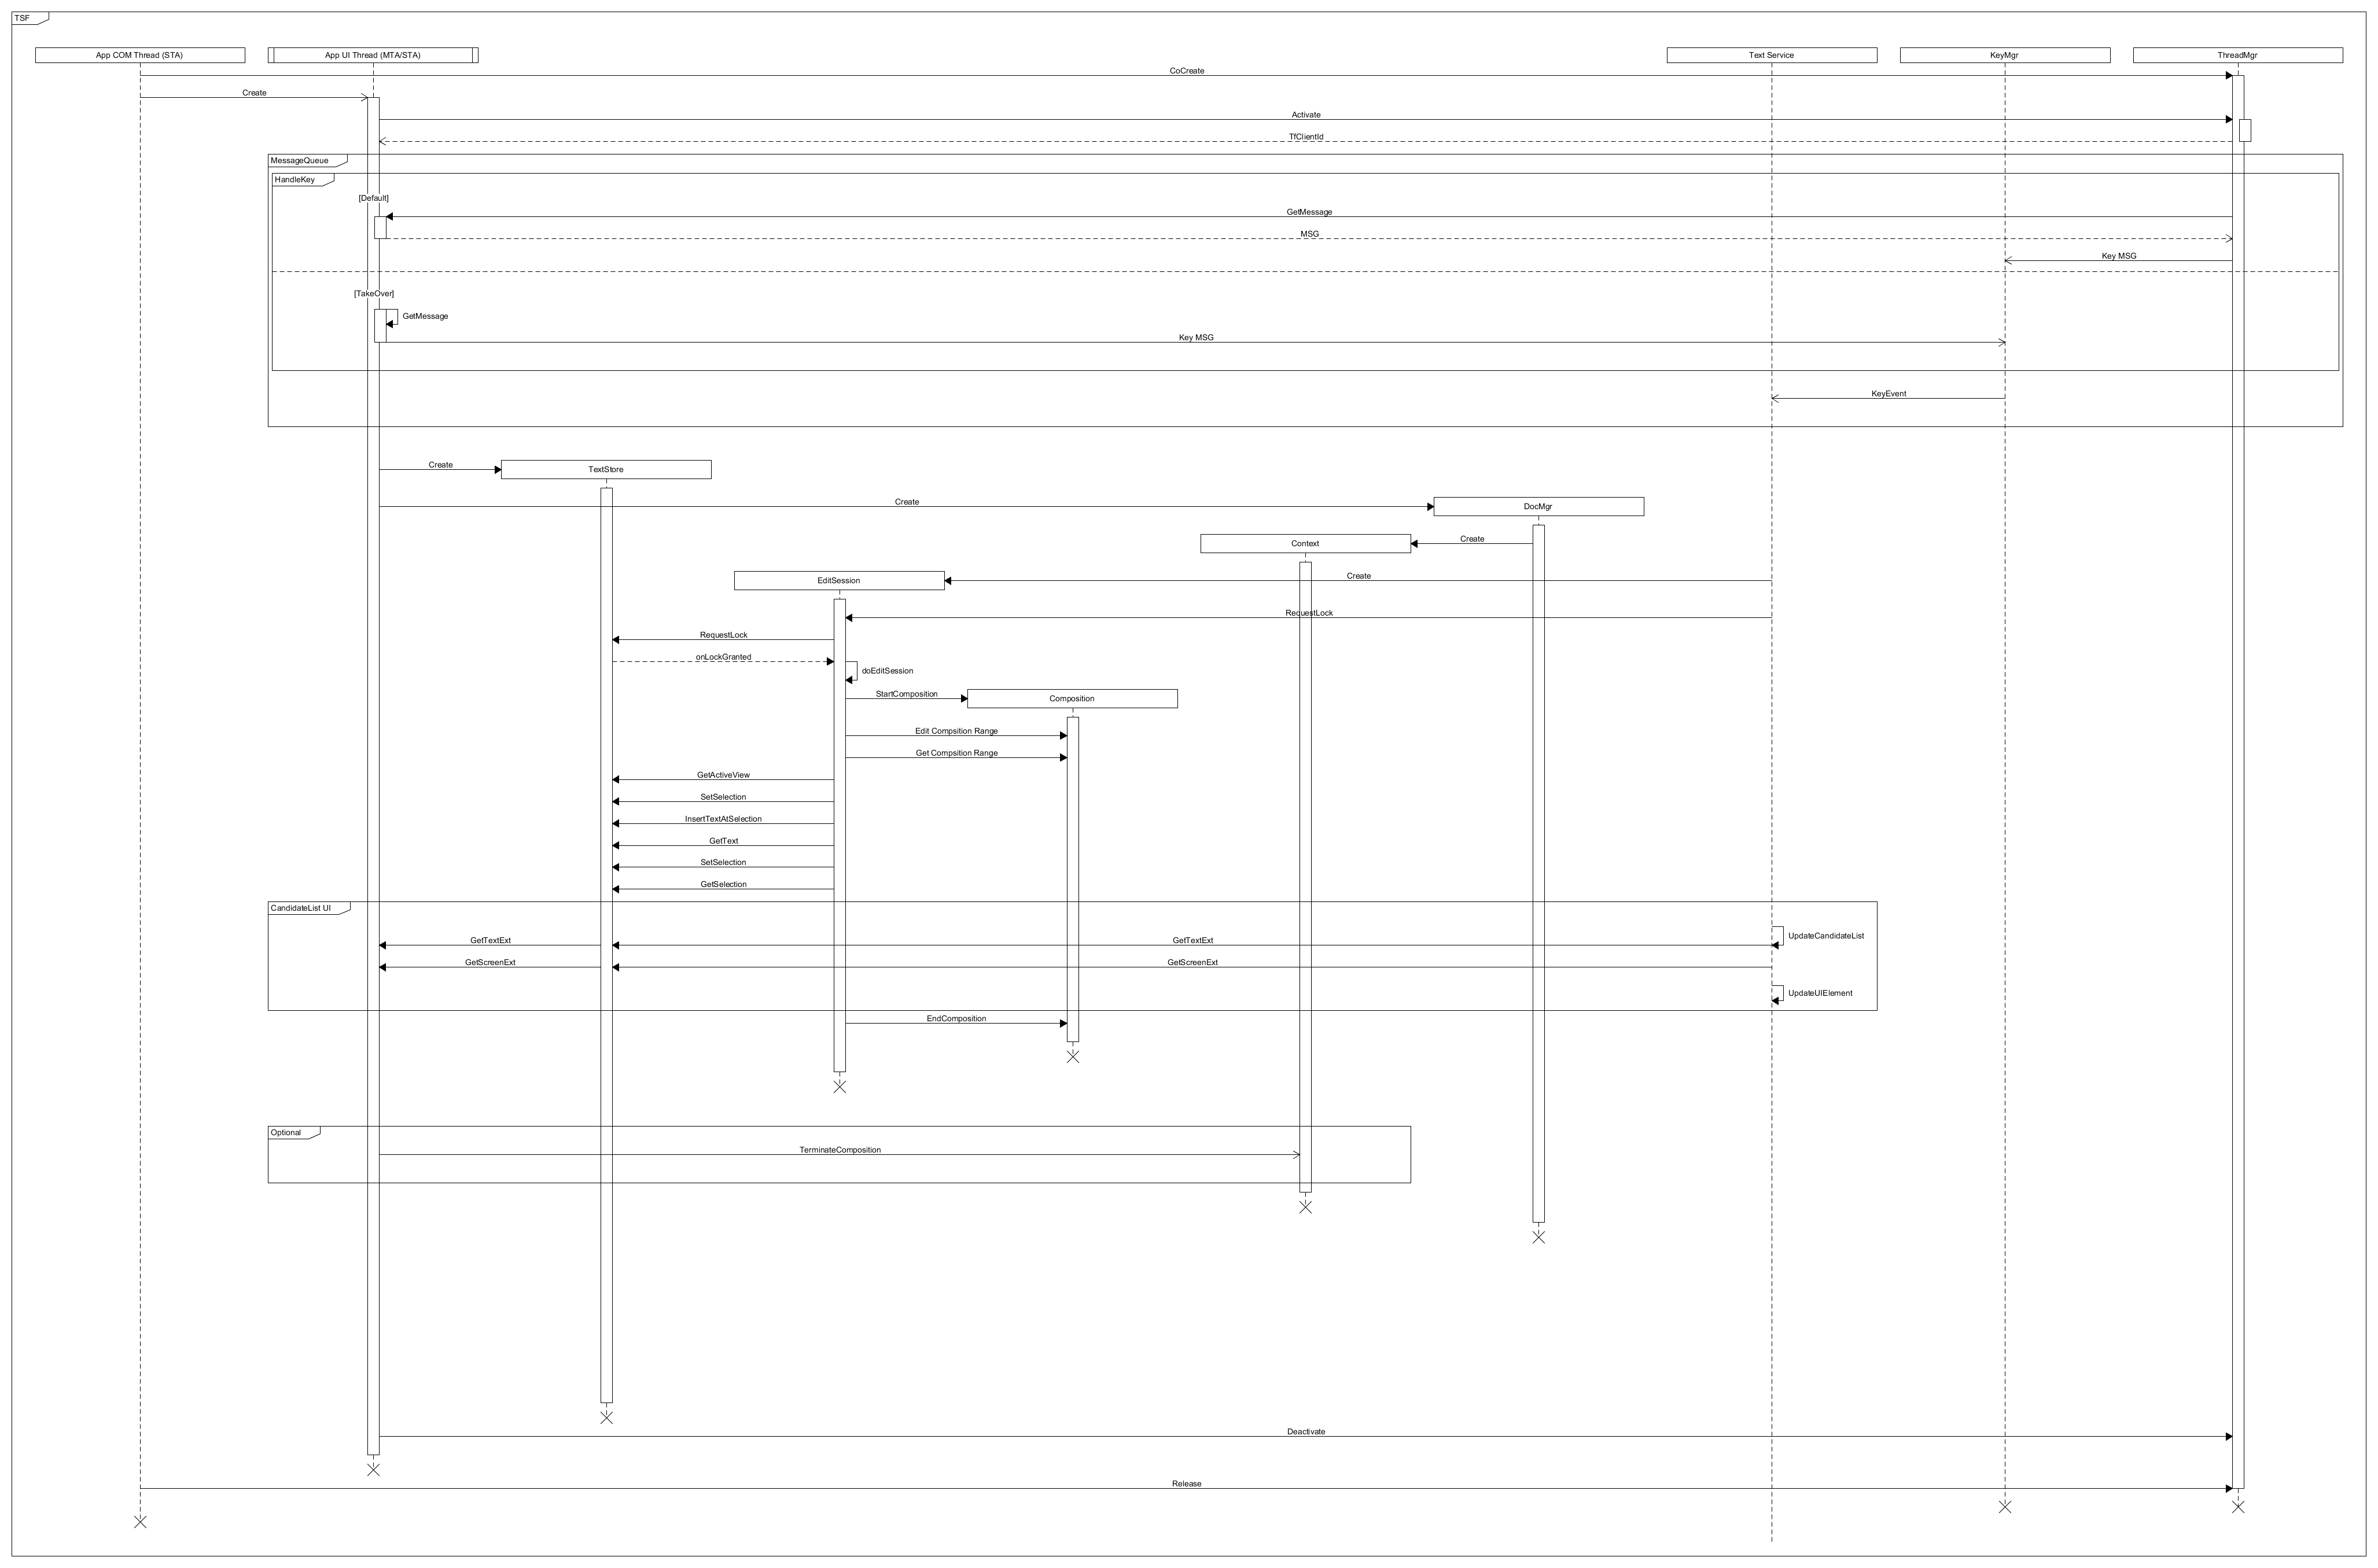 TSF
App COM Thread (STA)
App UI Thread (MTA/STA)
Text Service
KeyMgr
ThreadMgr
CoCreate
Create
Activate
TfClientId
MessageQueue
HandleKey
[Default]
GetMessage
MSG
Key MSG
[TakeOver]
GetMessage
Key MSG
KeyEvent
Create
TextStore
Create
DocMgr
Create
Context
Create
EditSession
RequestLock
RequestLock
onLockGranted
doEditSession
StartComposition
Composition
Edit Compsition Range
Get Compsition Range
GetActiveView
SetSelection
InsertTextAtSelection
GetText
SetSelection
GetSelection
CandidateList UI
UpdateCandidateList
GetTextExt
GetTextExt
GetScreenExt
GetScreenExt
UpdateUIElement
EndComposition
Optional
TerminateComposition
Deactivate
Release